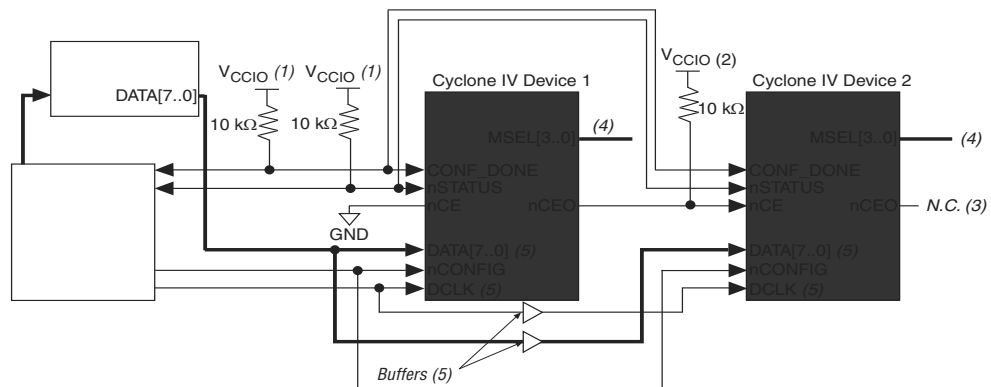 VCCIO (1)
VCCIO (1)
VCCIO (2)
Cyclone IV Device 1
Cyclone IV Device 2
DATA[7..0]
10 kΩ
10 kΩ
10 kΩ
MSEL[3..0]
(4)
MSEL[3..0]
(4)
CONF_DONE
nSTATUS
nCE
nCEO
CONF_DONE
nSTATUS
nCE
nCEO
N.C. (3)
GND
DATA[7..0] (5)
nCONFIG
DCLK (5)
DATA[7..0] (5)
nCONFIG
DCLK (5)
Buffers (5)